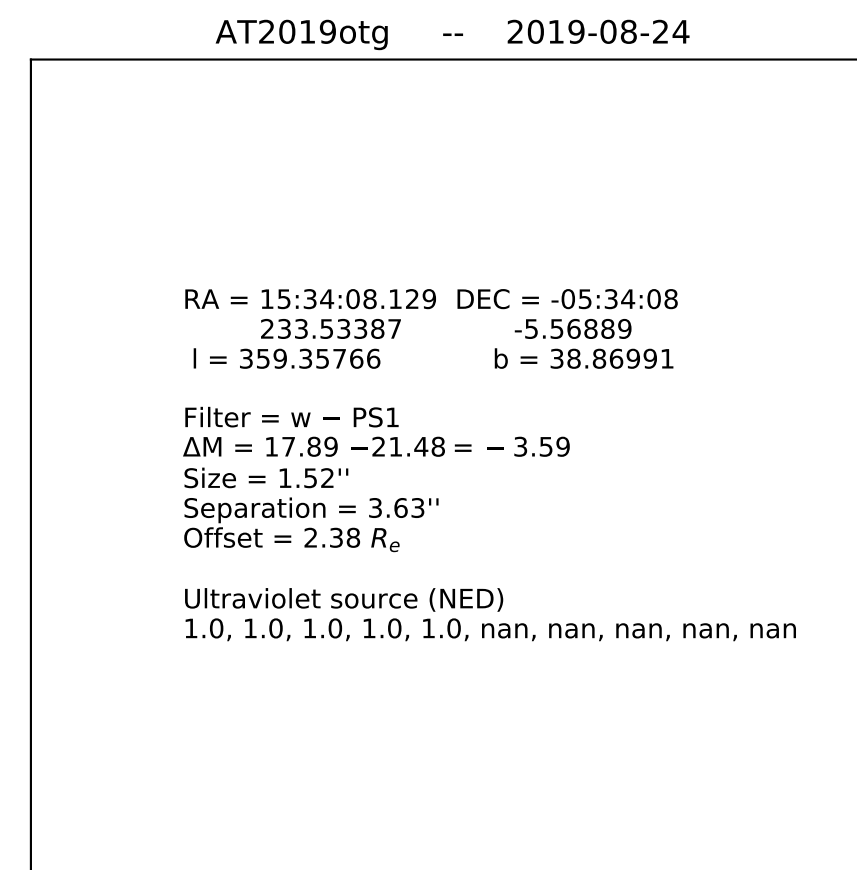 AT2019otg -- 2019-08-24
RA = 15:34:08.129 DEC = -05:34:08
233.53387 -5.56889
l = 359.35766 b = 38.86991
Filter = w − PS1
ΔM = 17.89 −21.48 = − 3.59
Size = 1.52''
Separation = 3.63''
Offset = 2.38 Re
Ultraviolet source (NED)
1.0, 1.0, 1.0, 1.0, 1.0, nan, nan, nan, nan, nan